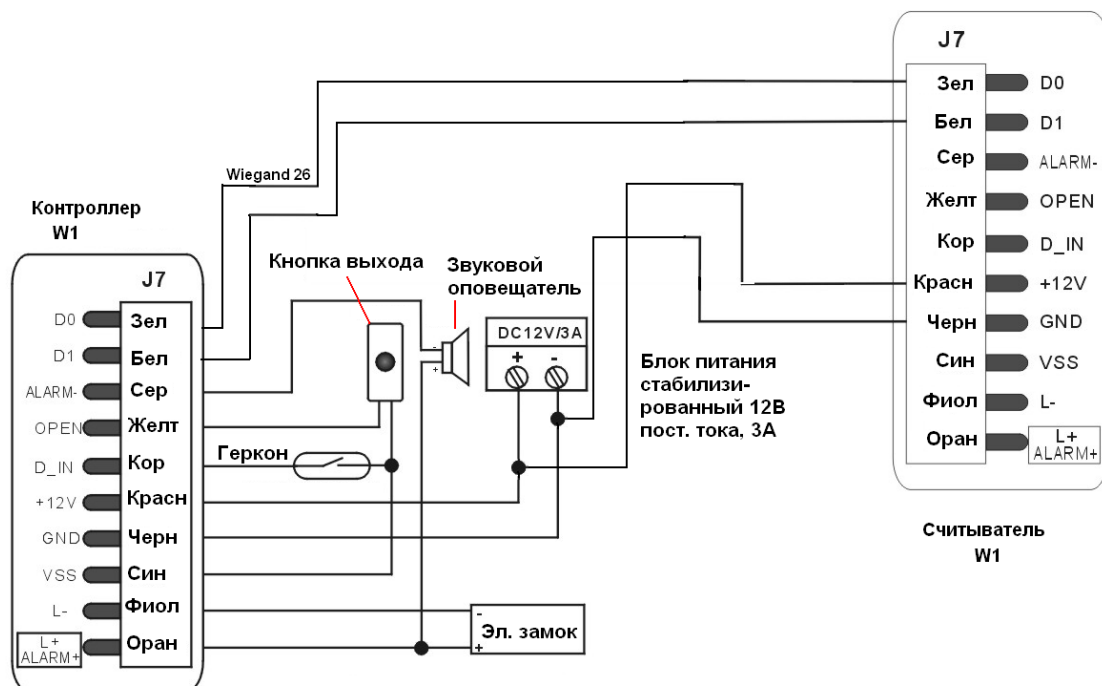 J7
Зел D0
Бел D1
Сер ALARM-
Желт OPEN
Кор D_IN
Красн +12V
Черн GND
Син VSS
Фиол L-
Оран L+
ALARM+
Считыватель
W1
Wiegand 26
Контроллер
W1
J7
D0 Зел
D1 Бел
ALARM- Сер
OPEN Желт
D_IN Кор
+12V Красн
GND Черн
VSS Син
L- Фиол
L+
ALARM+ Оран
Кнопка выхода
Звуковой
оповещатель
-
+
Геркон
DC12V/3A
+ -
Блок питания
стабилизи-
рованный 12В
пост. тока, 3А
-
Эл. замок
+